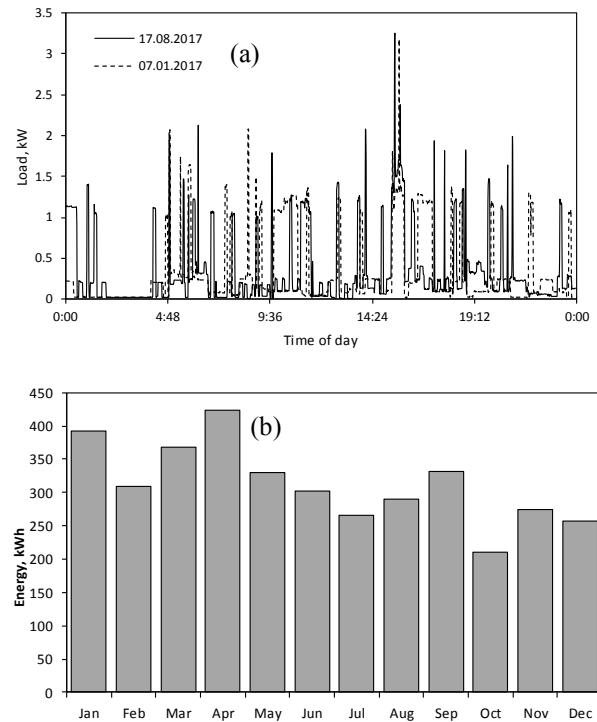 3.5
3
2.5
2
1.5
1
0.5
0
Load, kW
17.08.2017
07.01.2017
(a)
0:00 4:48 9:36 14:24 19:12 0:00
Time of day
450
400
350
300
250
200
150
100
50
0
Energy, kWh
(b)
Jan Feb Mar Apr May Jun Jul Aug Sep Oct Nov Dec